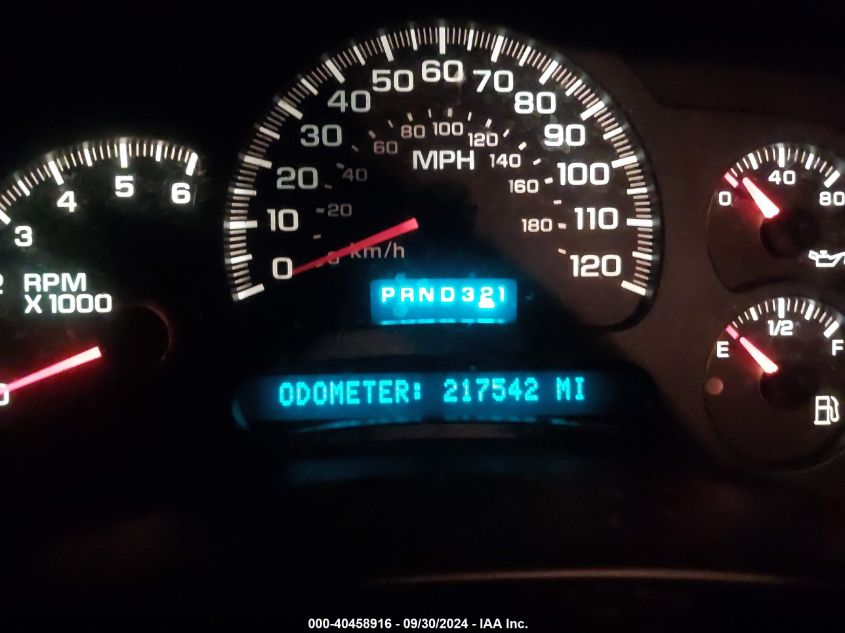 60
50 70
40 80
80 100 120
30 60 MPH 140 90
20 40 160 100
10 20 180 110
0 km/h 120
PRND321
ODOMETER: 217542 MI
3 4 5 6
RPM
X 1000
0
0 40 80
1/2
E F
000-40458916 - 09/30/2024 - IAA Inc.